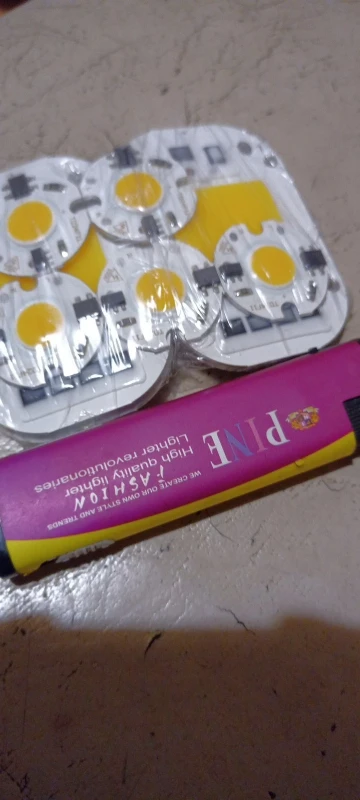 PINE
High quality lighter
Lighter revolutionaries
FASHION
WE CREATE OUR OWN STYLE AND TRENDS